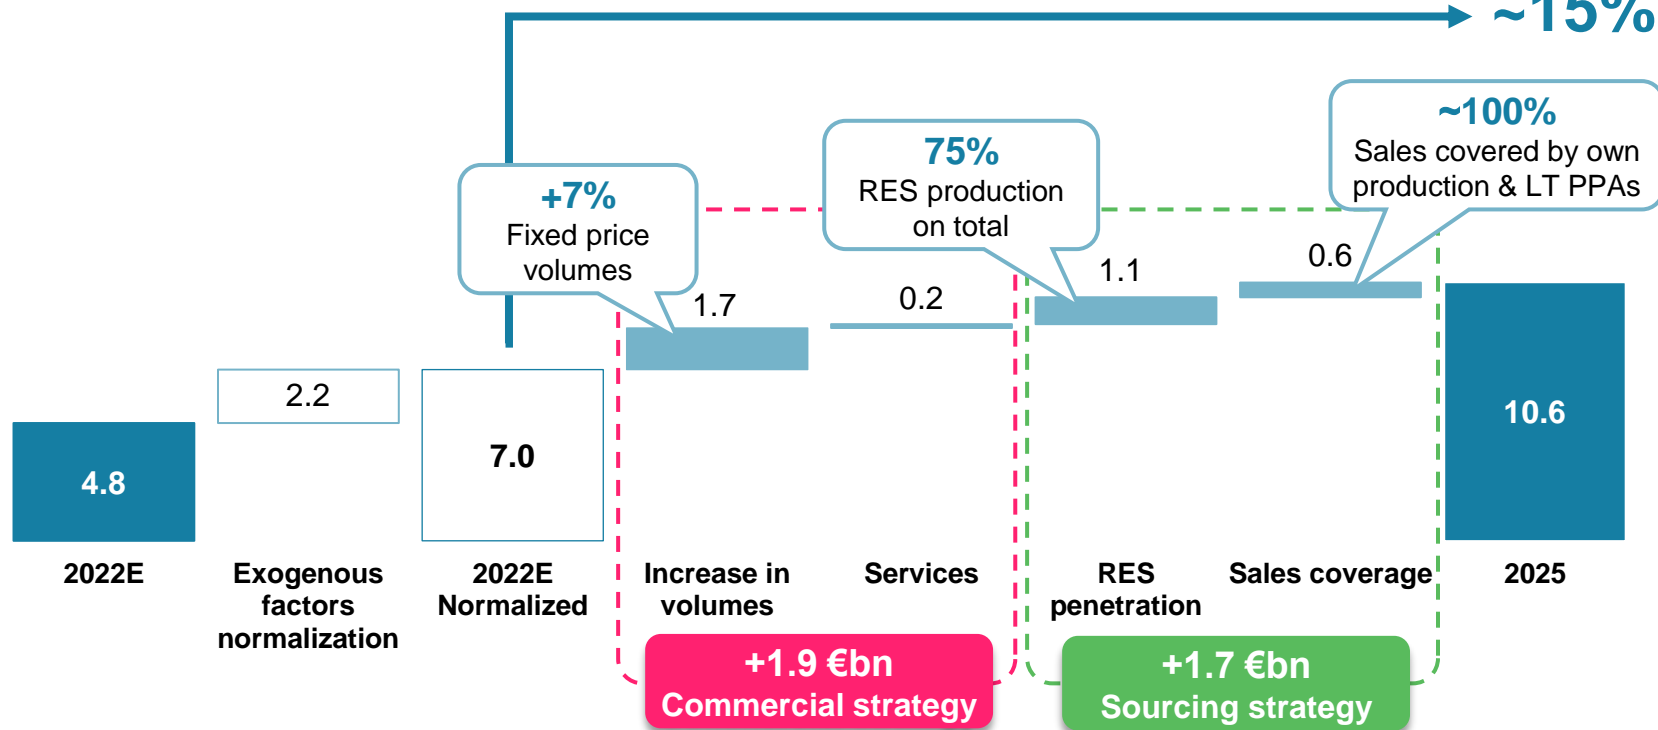 ~15%
~100%
Sales covered by own
production & LT PPAs
75%
RES production
on total
+7%
Fixed price
volumes
1.7
0.2
1.1
0.6
2.2
4.8
7.0
10.6
2022E
Exogenous
factors
normalization
2022E
Normalized
Increase in
volumes
Services
RES
penetration
Sales coverage
2025
+1.9 €bn
Commercial strategy
+1.7 €bn
Sourcing strategy